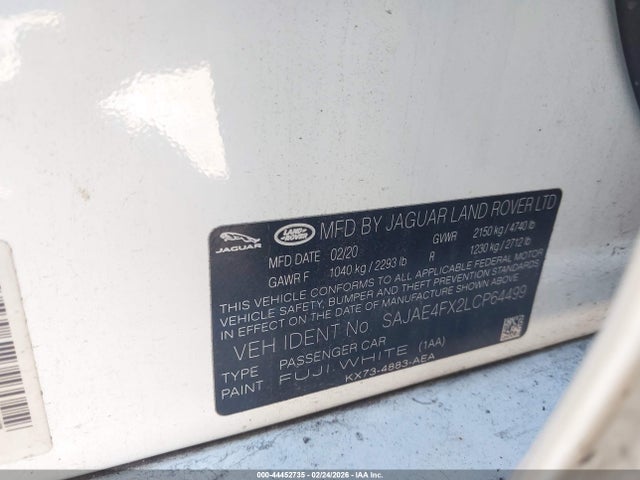 JAGUAR
LAND ROVER
MFD BY JAGUAR LAND ROVER LTD
MFD DATE 02/20 GVWR 2150 kg / 4740 lb
GAWR F 1040 kg / 2293 lb R 1230 kg / 2712 lb
THIS VEHICLE CONFORMS TO ALL APPLICABLE FEDERAL MOTOR
VEHICLE SAFETY, BUMPER AND THEFT PREVENTION STANDARDS
IN EFFECT ON THE DATE OF MANUFACTURE SHOWN ABOVE
VEH IDENT No SAJAE4FX2LCP64499
TYPE PASSENGER CAR
PAINT FUJI WHITE (1AA)
KX73-4883-AEA
000-44452735 - 02/24/2026 - IAAI CORP